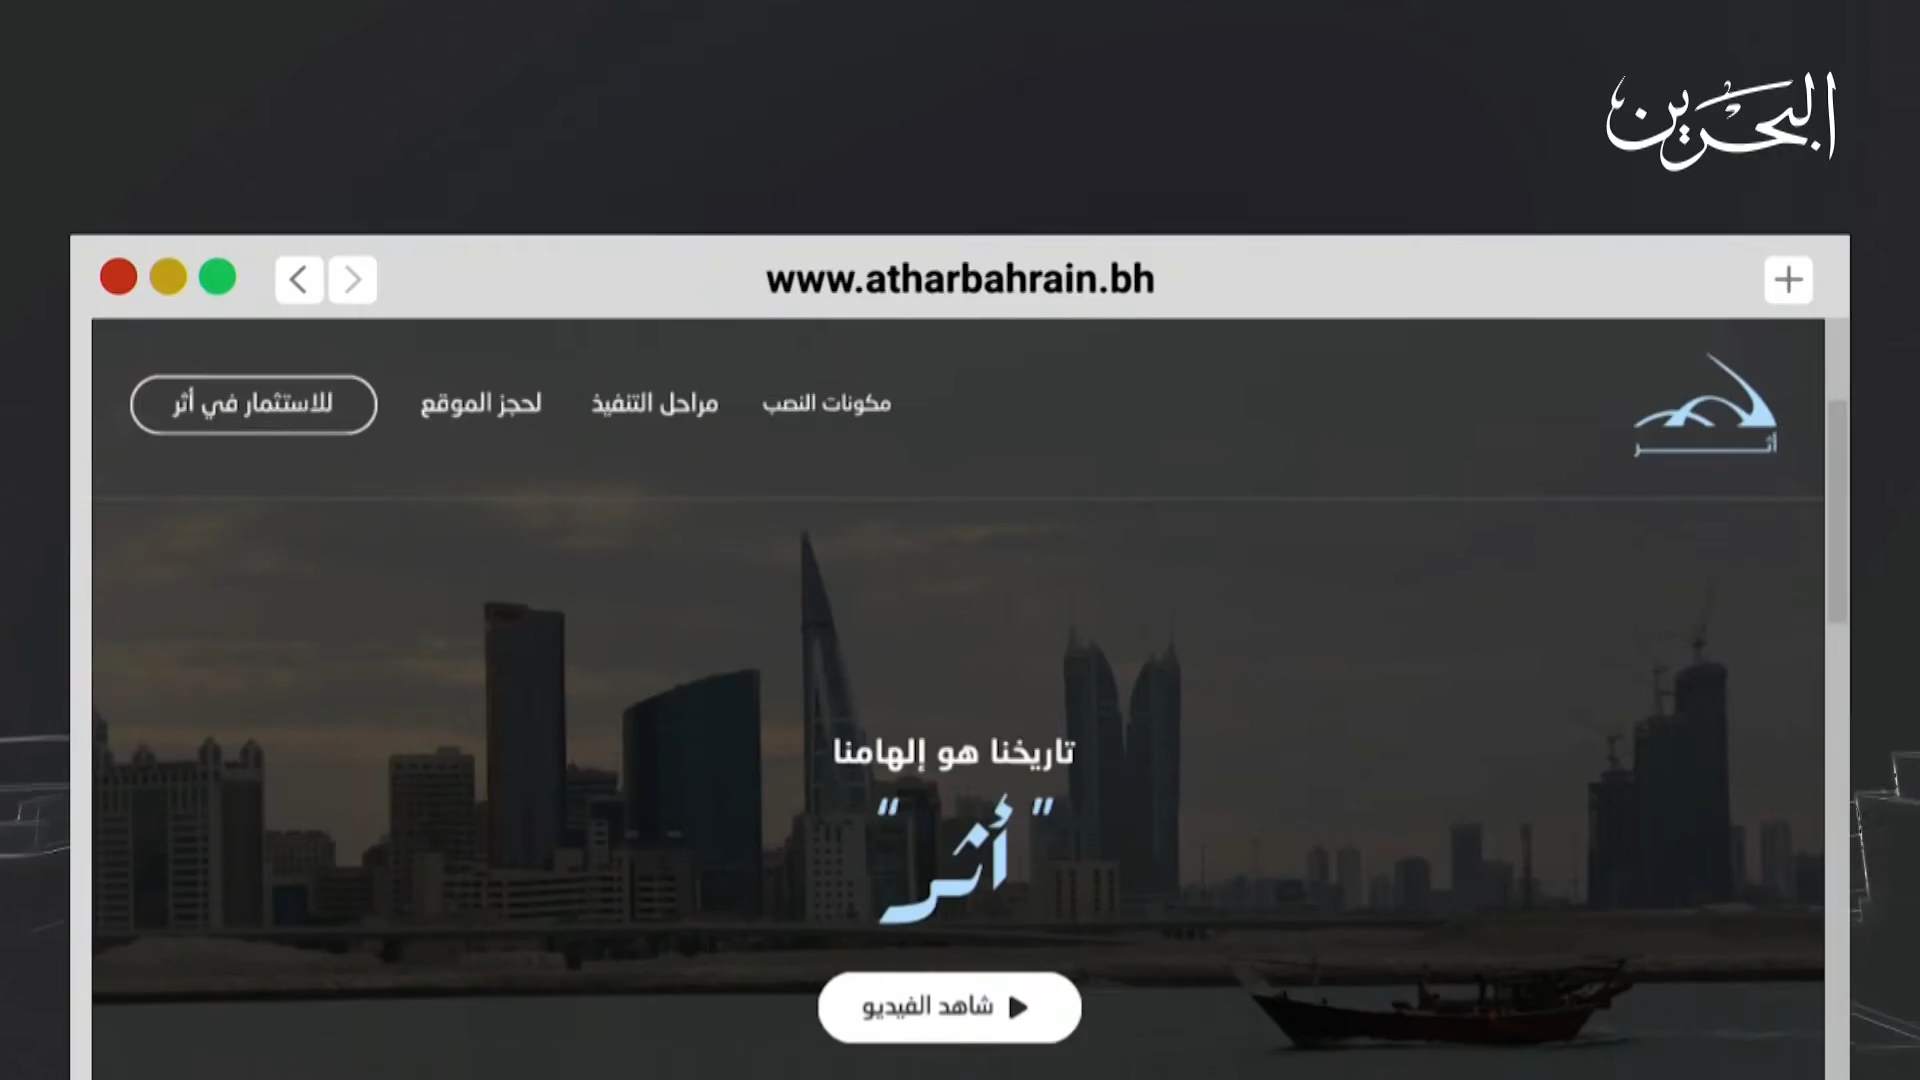 البحرين
www.atharbahrain.bh
أثر
مكونات النصب
مراحل التنفيذ
لحجز الموقع
للاستثمار في أثر
تاريخنا هو إلهامنا
"أثر"
شاهد الفيديو